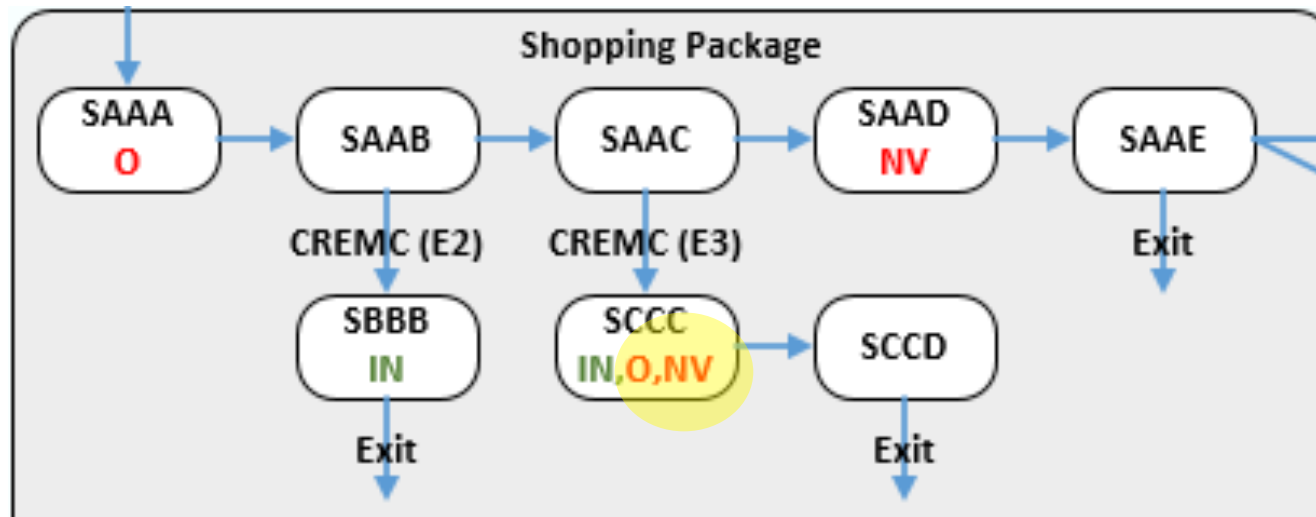 Shopping Package
SAAA
O
SAAB
SAAC
SAAD
NV
SAAE
CREMC (E2)
CREMC (E3)
Exit
SBBB
IN
SCCC
IN,O,NV
SCCD
Exit
Exit